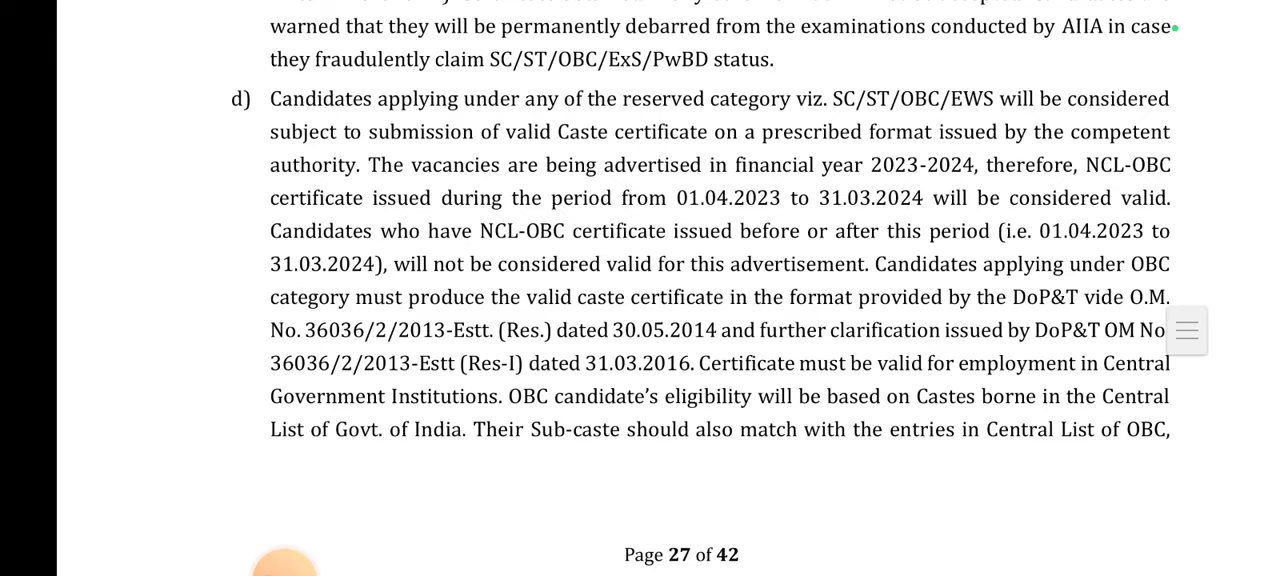 warned that they will be permanently debarred from the examinations conducted by AIIA in case
they fraudulently claim SC/ST/OBC/ExS/PwBD status.
d) Candidates applying under any of the reserved category viz. SC/ST/OBC/EWS will be considered
subject to submission of valid Caste certificate on a prescribed format issued by the competent
authority. The vacancies are being advertised in financial year 2023-2024, therefore, NCL-OBC
certificate issued during the period from 01.04.2023 to 31.03.2024 will be considered valid.
Candidates who have NCL-OBC certificate issued before or after this period (i.e. 01.04.2023 to
31.03.2024), will not be considered valid for this advertisement. Candidates applying under OBC
category must produce the valid caste certificate in the format provided by the DoP&T vide O.M.
No. 36036/2/2013-Estt. (Res.) dated 30.05.2014 and further clarification issued by DoP&T OM No
36036/2/2013-Estt (Res-I) dated 31.03.2016. Certificate must be valid for employment in Central
Government Institutions. OBC candidate's eligibility will be based on Castes borne in the Central
List of Govt. of India. Their Sub-caste should also match with the entries in Central List of OBC,
Page 27 of 42